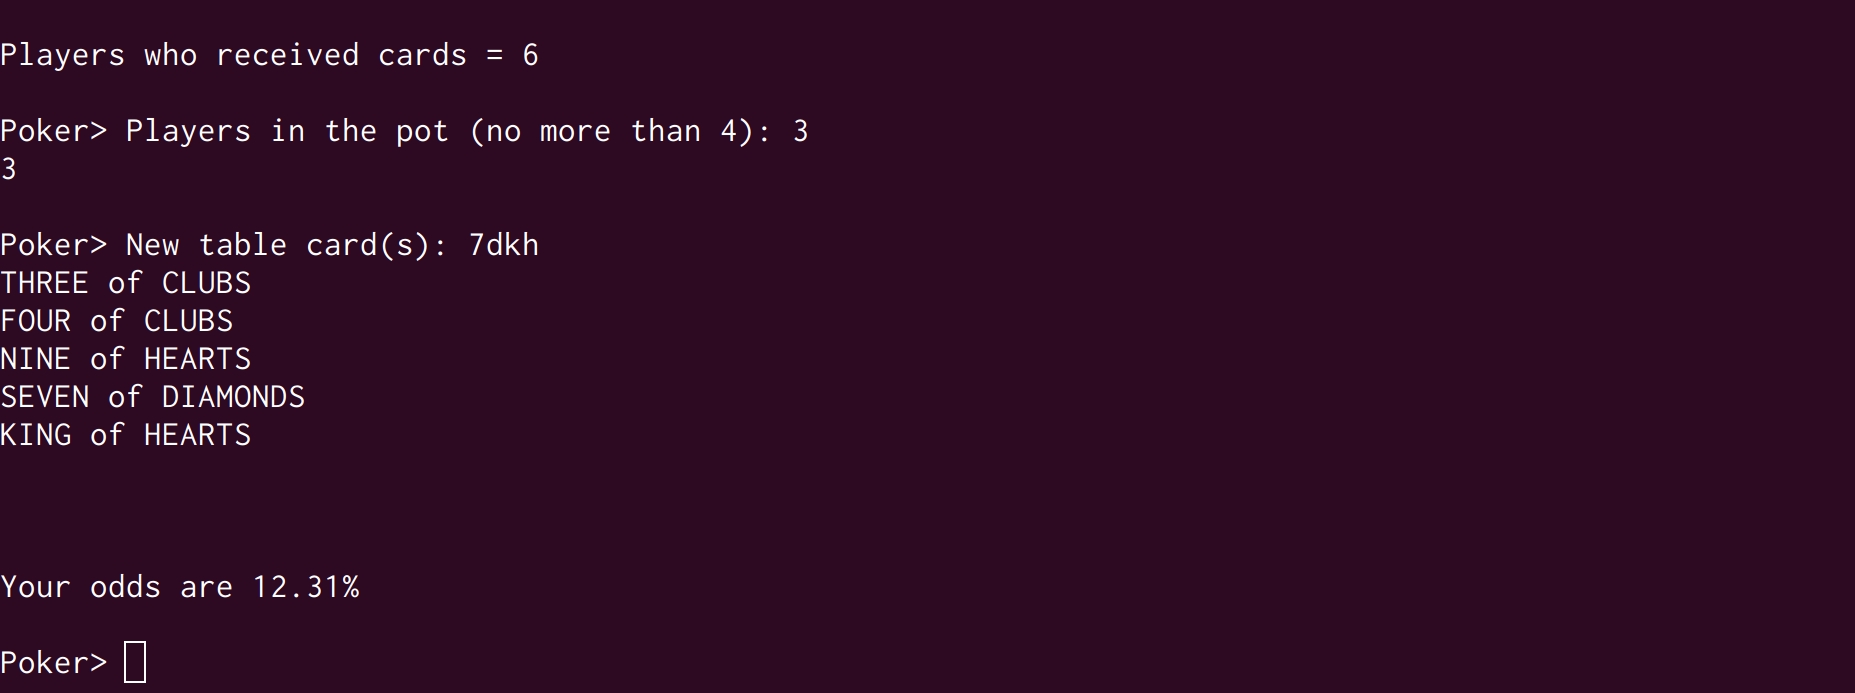 Players who received cards = 6
Poker> Players in the pot (no more than 4): 3
3
Poker> New table card(s): 7dkh
THREE of CLUBS
FOUR of CLUBS
NINE of HEARTS
SEVEN of DIAMONDS
KING of HEARTS
Your odds are 12.31%
Poker>